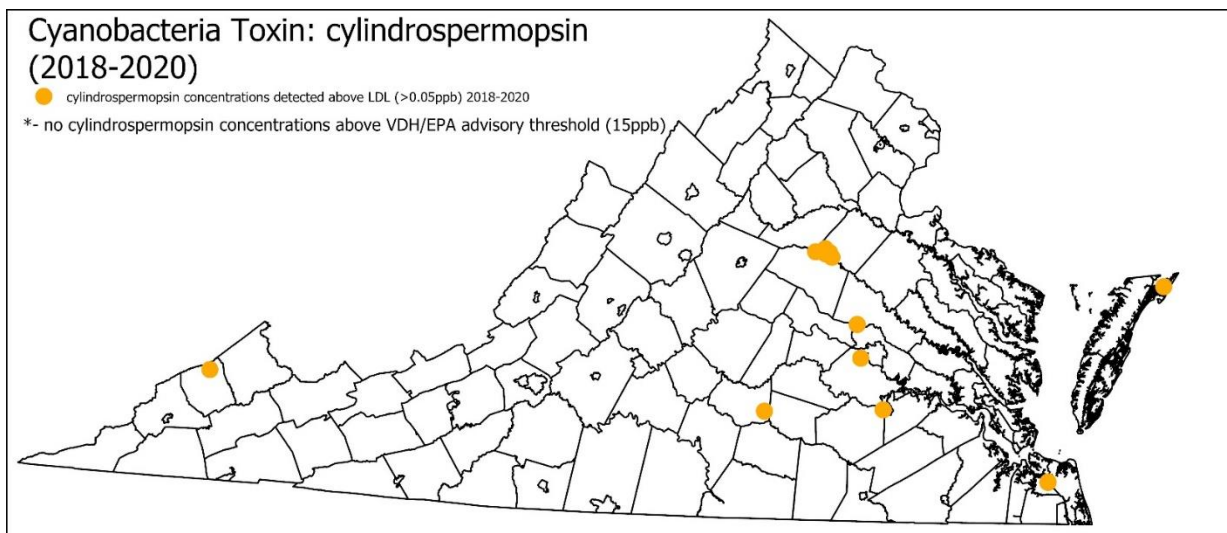 Cyanobacteria Toxin: cylindrospermopsin
(2018-2020)
cylindrospermopsin concentrations detected above LDL (>0.05ppb) 2018-2020
*- no cylindrospermopsin concentrations above VDH/EPA advisory threshold (15ppb)